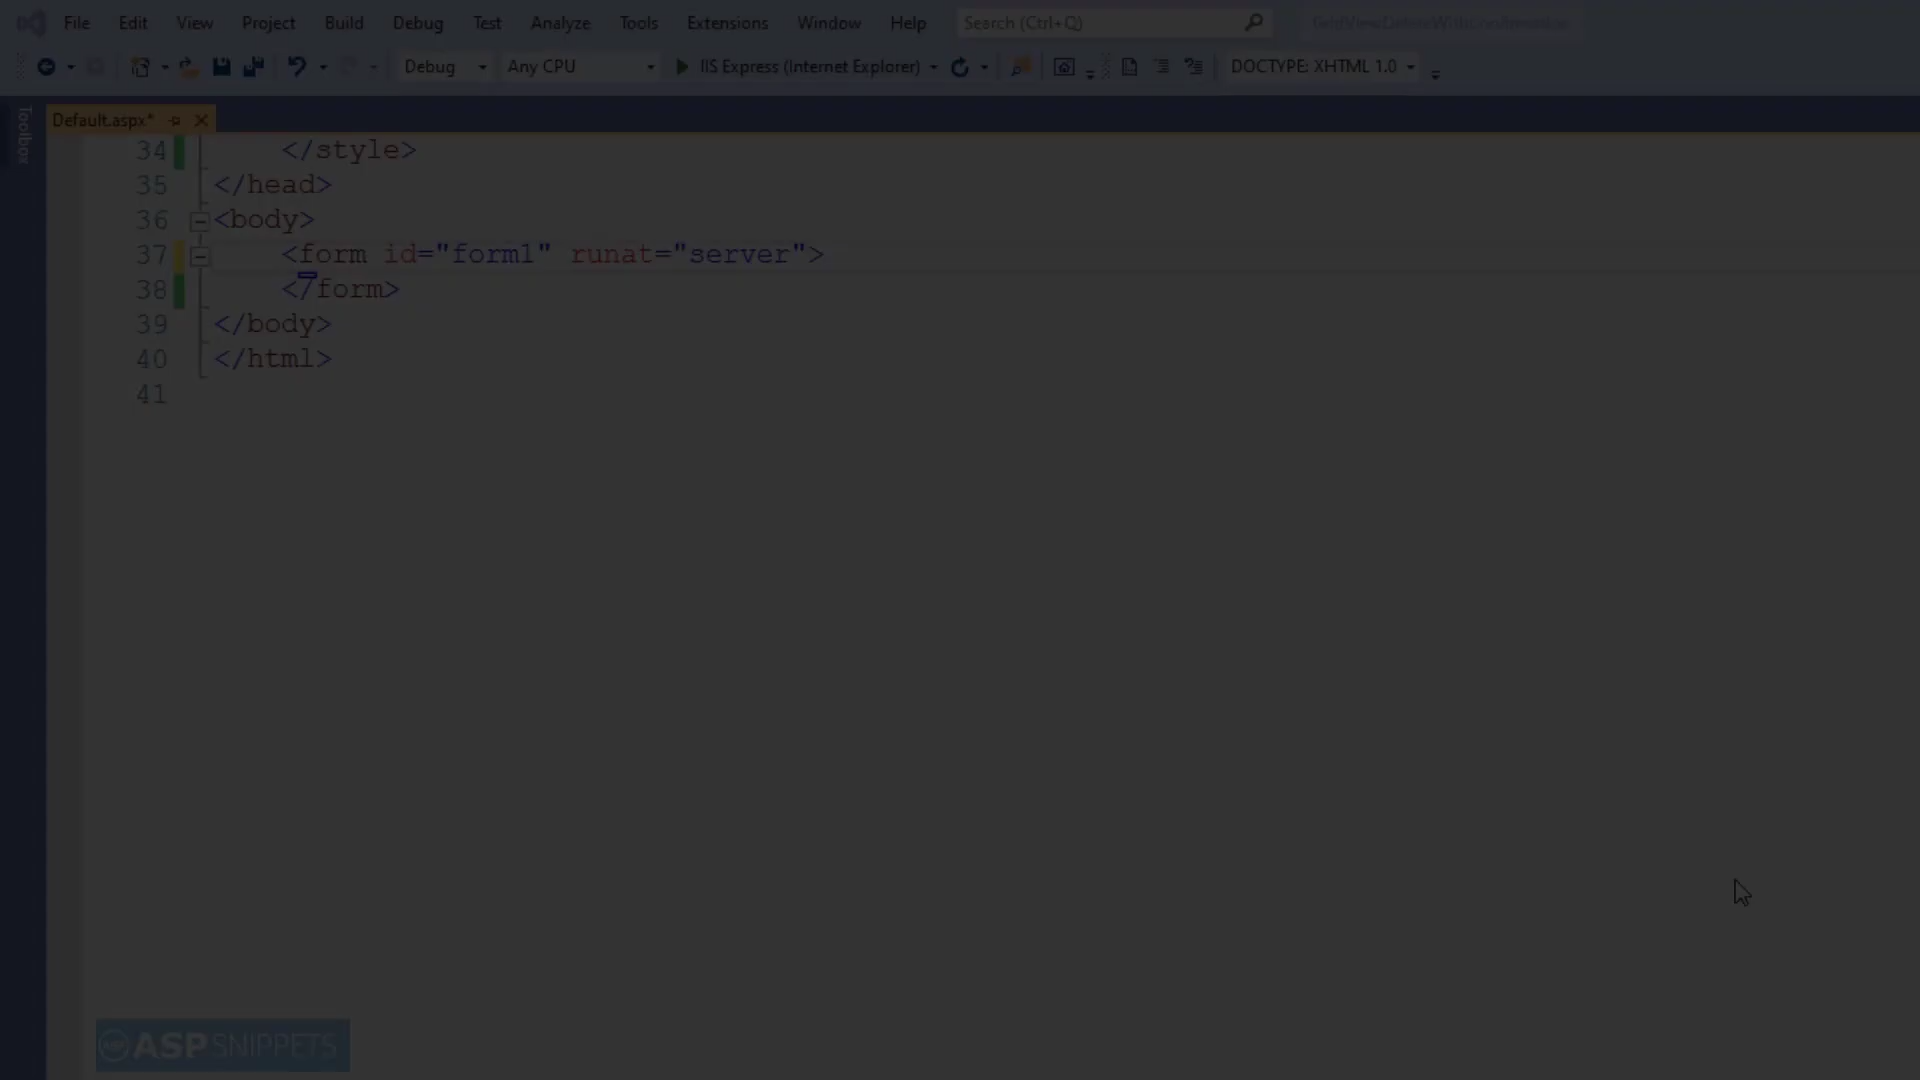 File Edit View Project Build Debug Test Analyze Tools Extensions Window Help Search (Ctrl+Q)
Debug Any CPU IIS Express (Internet Explorer) DOCTYPE: XHTML 1.0
Toolbox
Default.aspx*
34 </style>
35 </head>
36 <body>
37 <form id="form1" runat="server">
38 </form>
39 </body>
40 </html>
41
ASPSNIPPETS